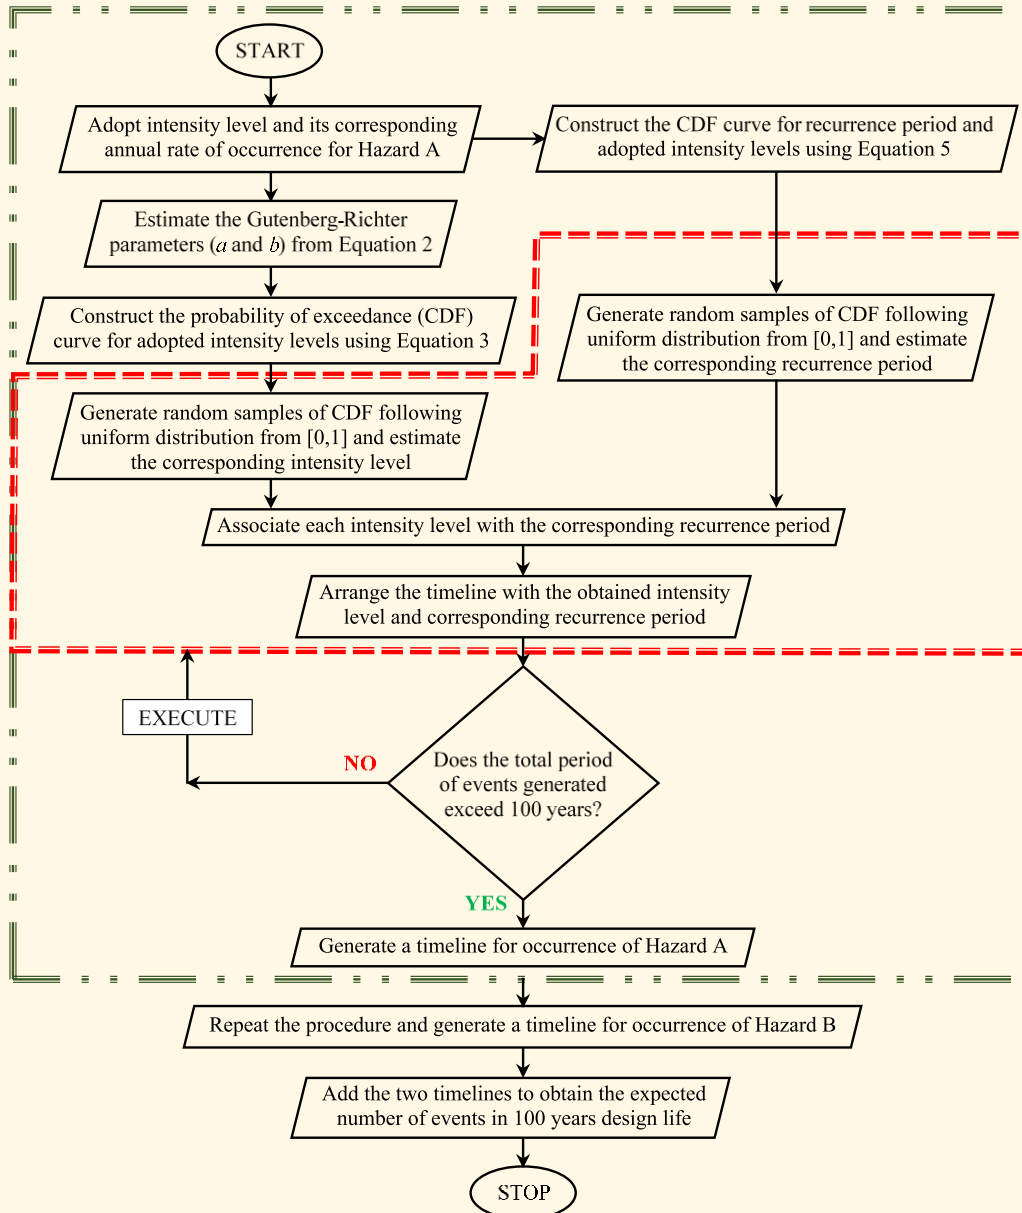 START
Adopt intensity level and its corresponding
annual rate of occurrence for Hazard A
Construct the CDF curve for recurrence period and
adopted intensity levels using Equation 5
Estimate the Gutenberg-Richter
parameters (a and b) from Equation 2
Construct the probability of exceedance (CDF)
curve for adopted intensity levels using Equation 3
Generate random samples of CDF following
uniform distribution from [0,1] and estimate
the corresponding recurrence period
Generate random samples of CDF following
uniform distribution from [0,1] and estimate
the corresponding intensity level
Associate each intensity level with the corresponding recurrence period
Arrange the timeline with the obtained intensity
level and corresponding recurrence period
EXECUTE
NO
Does the total period
of events generated
exceed 100 years?
YES
Generate a timeline for occurrence of Hazard A
Repeat the procedure and generate a timeline for occurrence of Hazard B
Add the two timelines to obtain the expected
number of events in 100 years design life
STOP